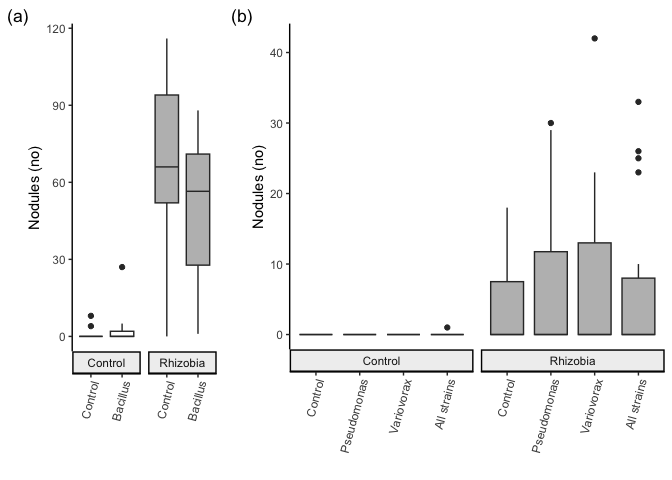 (a)
Nodules (no)
120
90
60
30
0
Control
Rhizobia
Control
Bacillus
Control
Bacillus
(b)
Nodules (no)
40
30
20
10
0
Control
Rhizobia
Control
Pseudomonas
Variovorax
All strains
Control
Pseudomonas
Variovorax
All strains